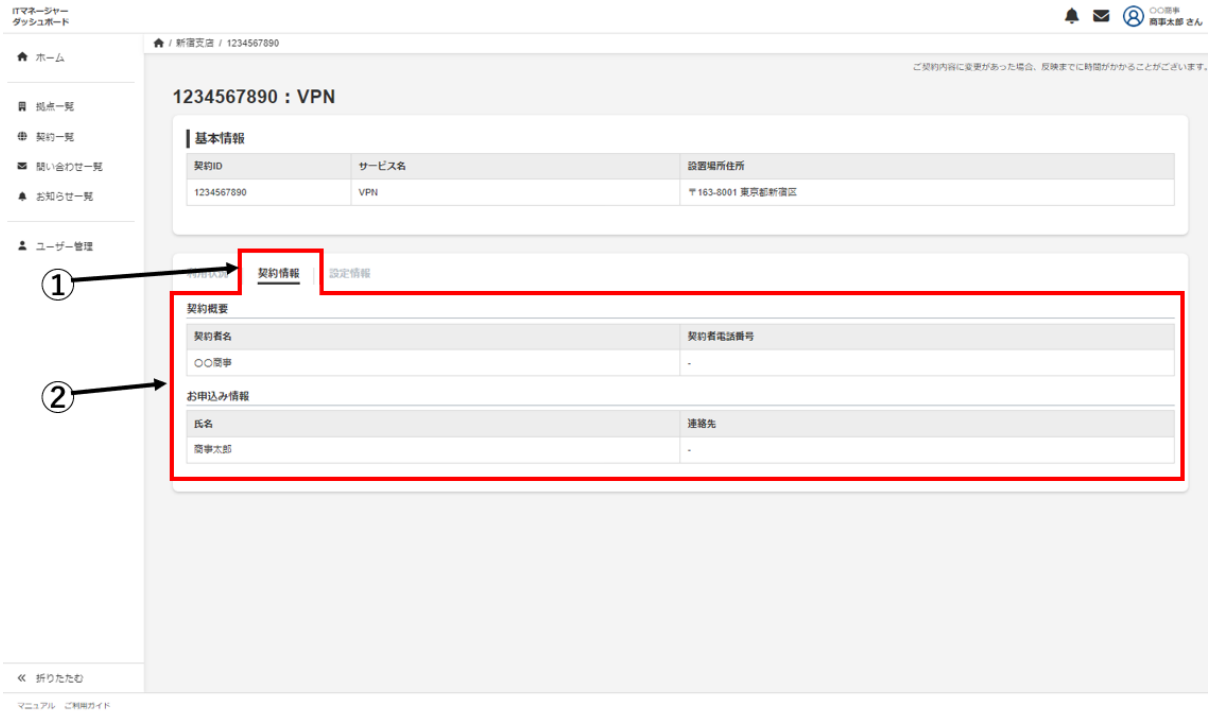 ITマネージャー
ダッシュボード
〇〇商事
商事太郎 さん
/ 新宿支店 / 1234567890
ホーム
ご契約内容に変更があった場合、反映までに時間がかかることがございます。
拠点一覧
契約一覧
問い合わせ一覧
お知らせ一覧
ユーザー管理
1234567890：VPN
基本情報
契約ID サービス名 設置場所住所
1234567890 VPN 〒163-8001 東京都新宿区
①
利用状況 契約情報 設定情報
契約概要
契約者名 契約者電話番号
〇〇商事 -
②
お申込み情報
氏名 連絡先
商事太郎 -
折りたたむ
マニュアル ご利用ガイド